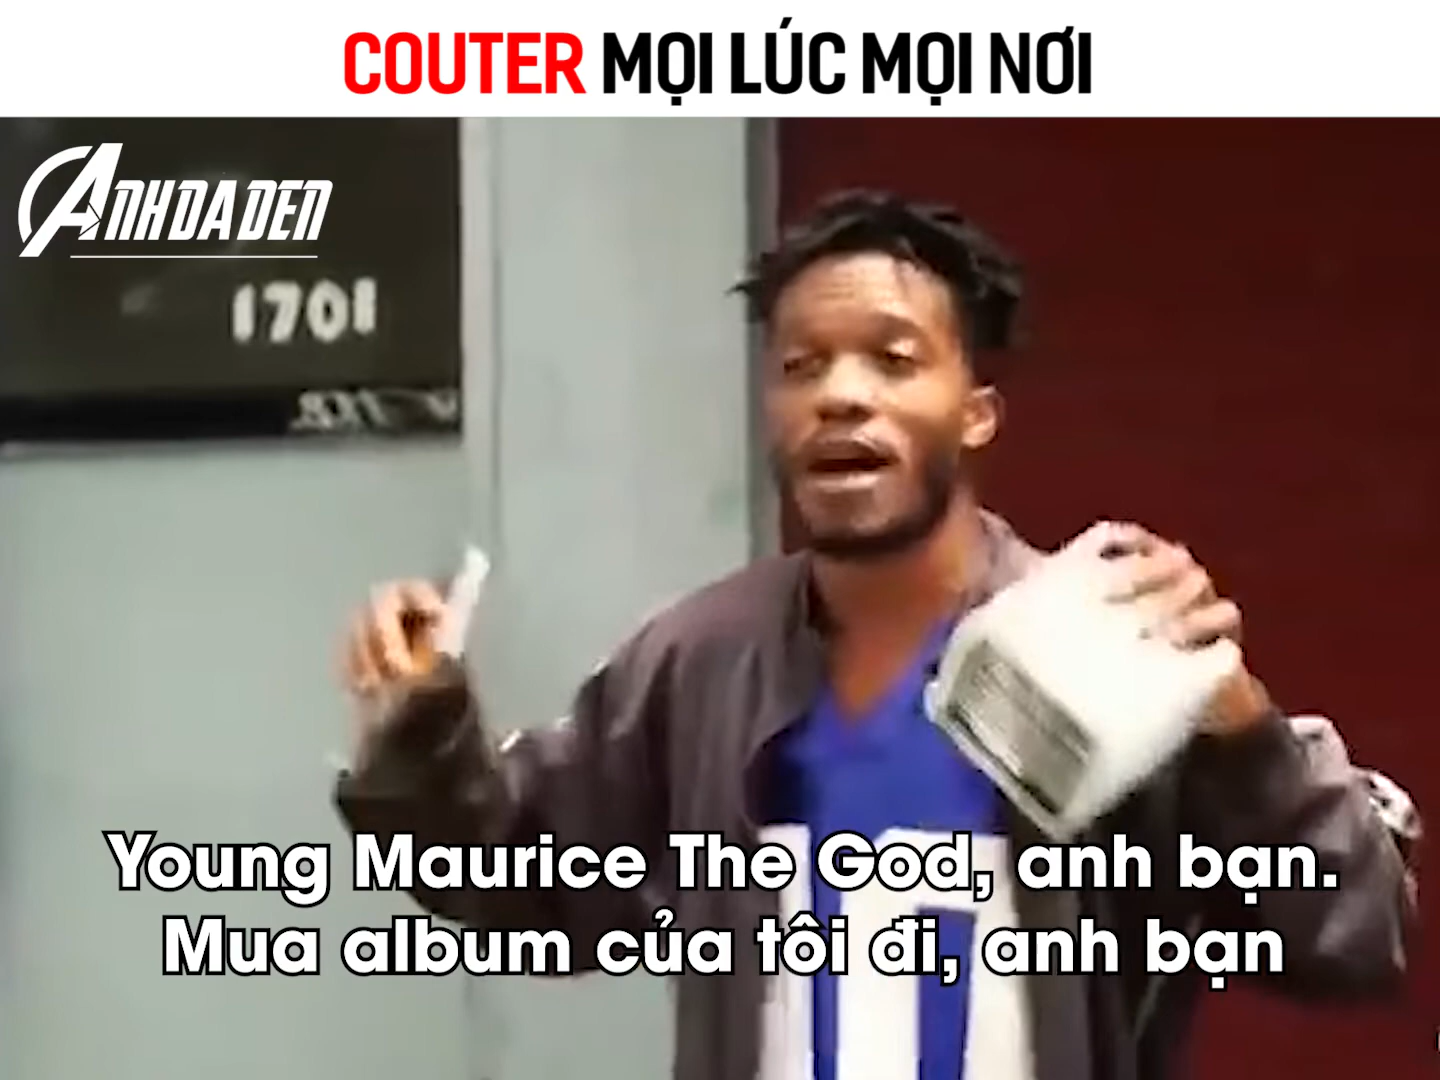 COUTER MỌI LÚC MỌI NƠI
ANHDADEN
1701
Young Maurice The God, anh bạn.
Mua album của tôi đi, anh bạn